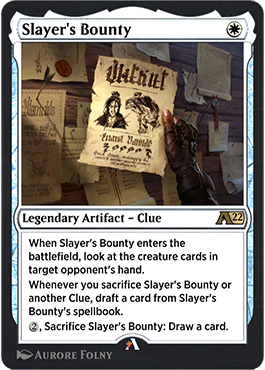 Slayer's Bounty
Legendary Artifact – Clue
A22
When Slayer's Bounty enters the
battlefield, look at the creature cards in
target opponent's hand.
Whenever you sacrifice Slayer's Bounty or
another Clue, draft a card from Slayer's
Bounty's spellbook.
2, Sacrifice Slayer's Bounty: Draw a card.
AURORE FOLNY